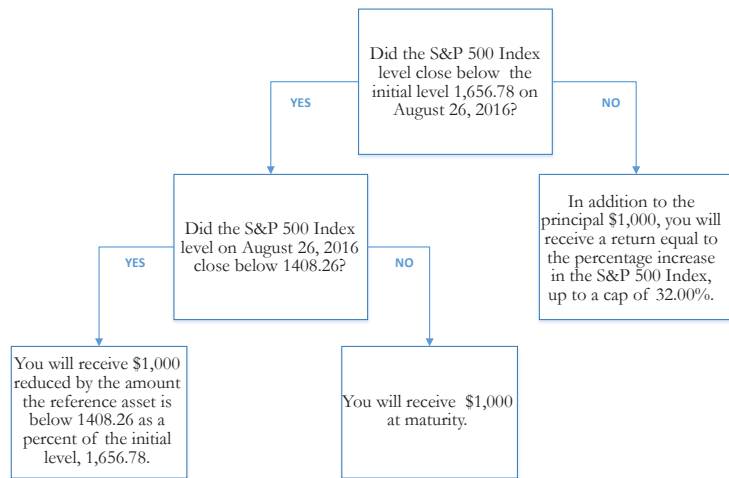 Did the S&P 500 Index
level close below the
initial level 1,656.78 on
August 26, 2016?
YES
NO
Did the S&P 500 Index
level on August 26, 2016
close below 1408.26?
In addition to the
principal $1,000, you will
receive a return equal to
the percentage increase
in the S&P 500 Index,
up to a cap of 32.00%.
YES
NO
You will receive $1,000
reduced by the amount
the reference asset is
below 1408.26 as a
percent of the initial
level, 1,656.78.
You will receive $1,000
at maturity.